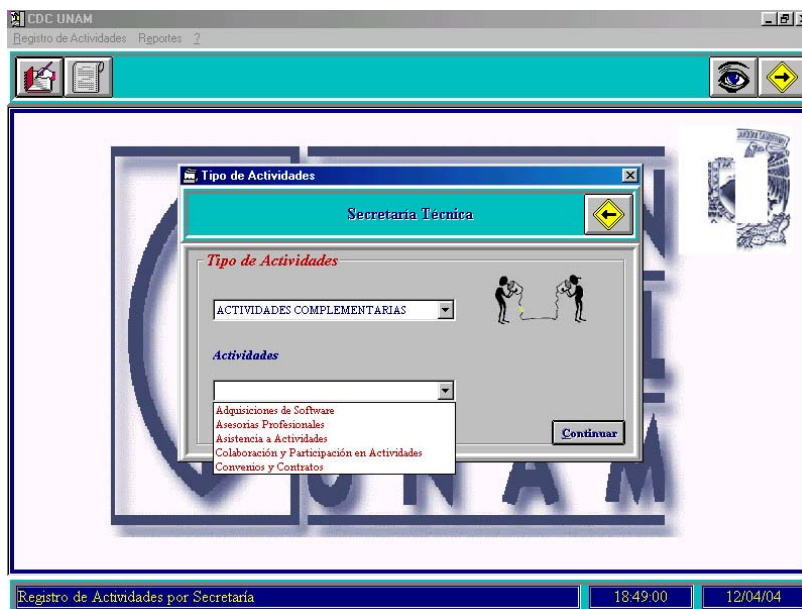 CDC UNAM
Registro de Actividades Reportes ?
Tipo de Actividades
Secretaría Técnica
Tipo de Actividades
ACTIVIDADES COMPLEMENTARIAS
Actividades
Adquisiciones de Software
Asesorias Profesionales
Asistencia a Actividades
Colaboración y Participación en Actividades
Convenios y Contratos
Continuar
UNAM
Registro de Actividades por Secretaría 18:49:00 12/04/04